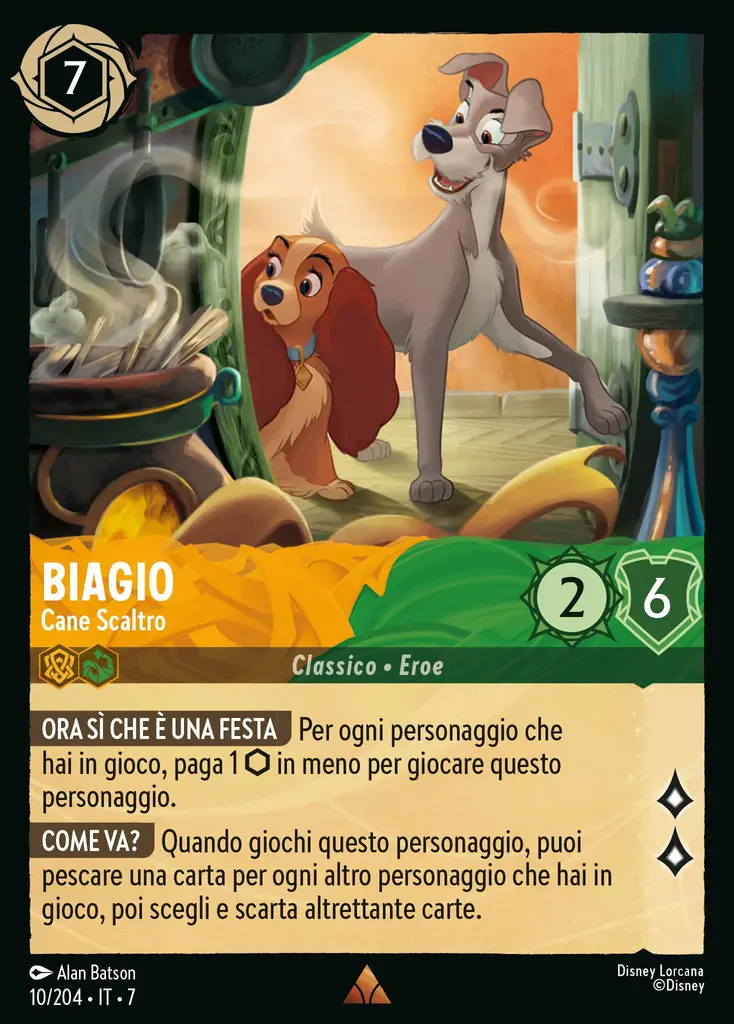 7
BIAGIO
Cane Scaltro
2
6
Classico • Eroe
ORA SÌ CHE È UNA FESTA Per ogni personaggio che
hai in gioco, paga 1 ⬡ in meno per giocare questo
personaggio.
COME VA? Quando giochi questo personaggio, puoi
pescare una carta per ogni altro personaggio che hai in
gioco, poi scegli e scarta altrettante carte.
Alan Batson
10/204 • IT • 7
Disney Lorcana
©Disney